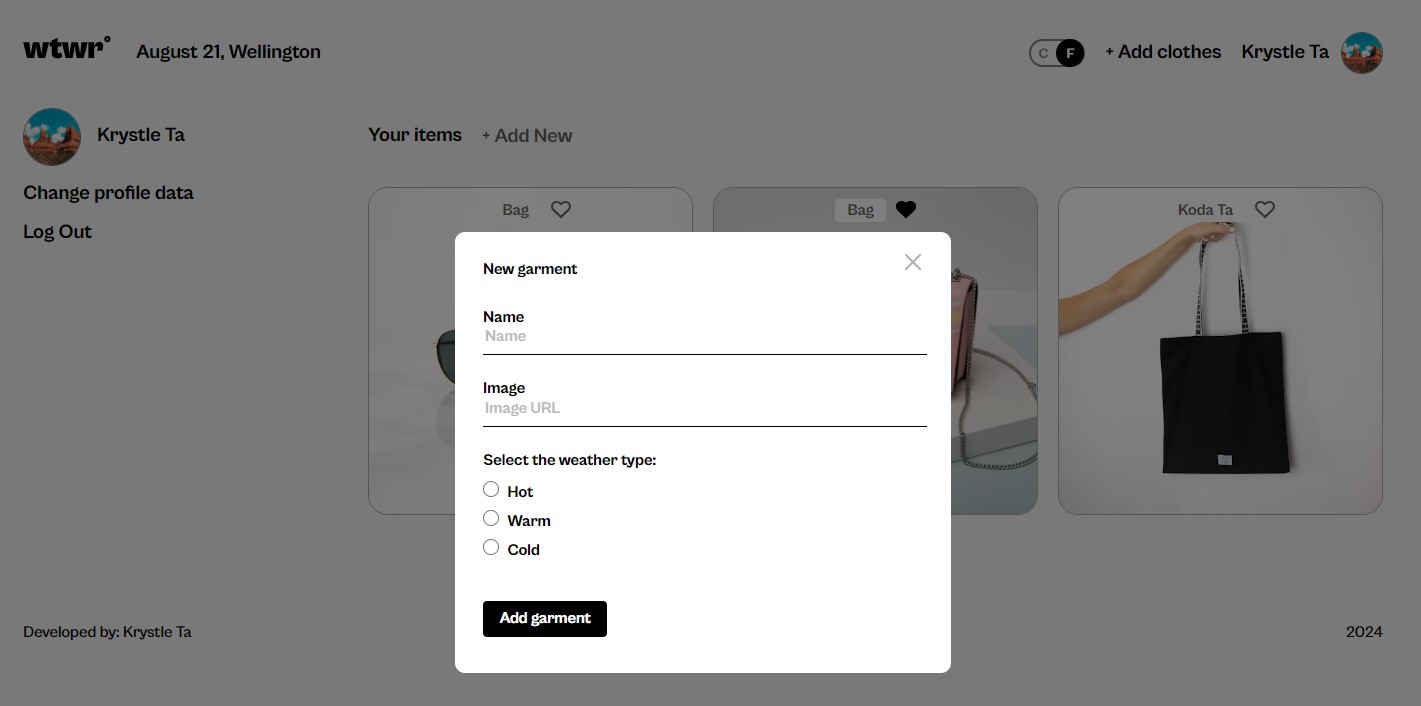 wtwr°
August 21, Wellington
C F
+ Add clothes
Krystle Ta
Krystle Ta
Change profile data
Log Out
Your items
+ Add New
Bag
Bag
Koda Ta
New garment
Name
Name
Image
Image URL
Select the weather type:
Hot
Warm
Cold
Add garment
Developed by: Krystle Ta
2024